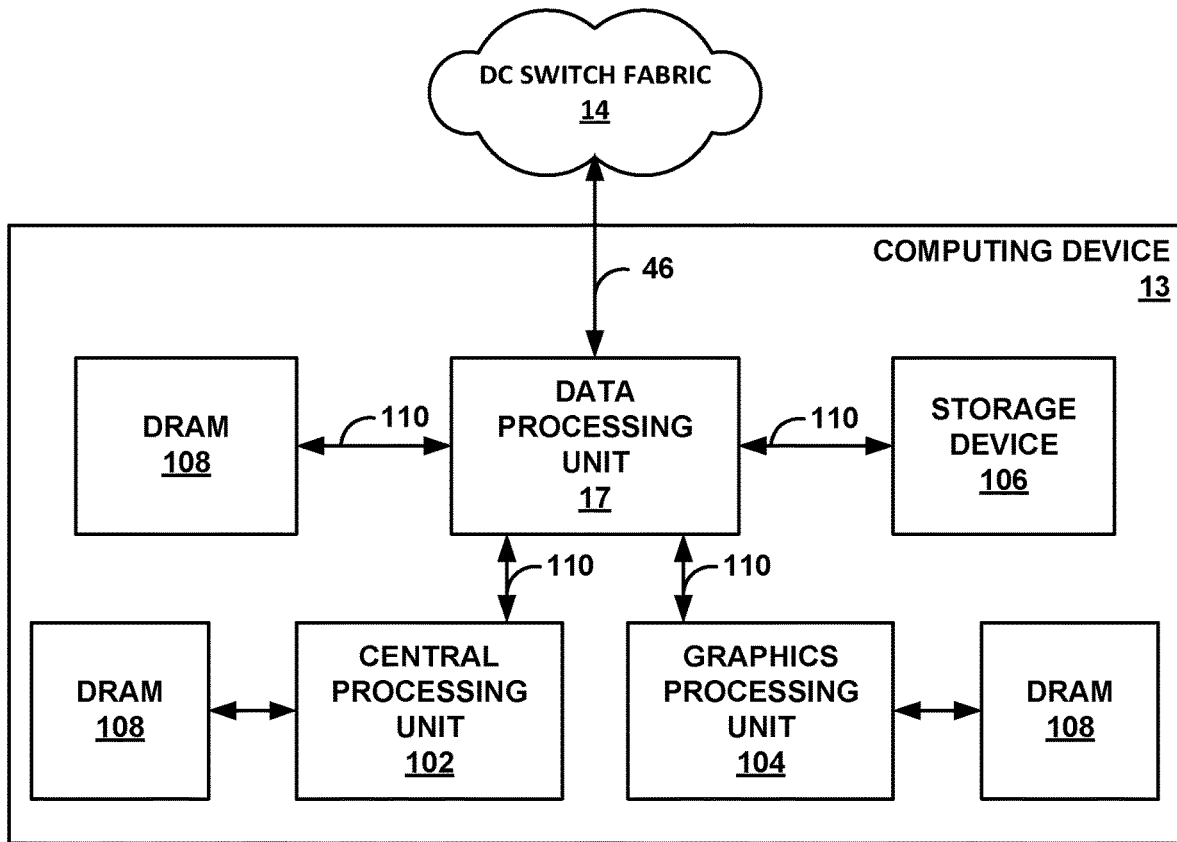 DC SWITCH FABRIC
14
COMPUTING DEVICE
13
46
DRAM
108
110
DATA
PROCESSING
UNIT
17
110
STORAGE
DEVICE
106
110
110
DRAM
108
CENTRAL
PROCESSING
UNIT
102
GRAPHICS
PROCESSING
UNIT
104
DRAM
108